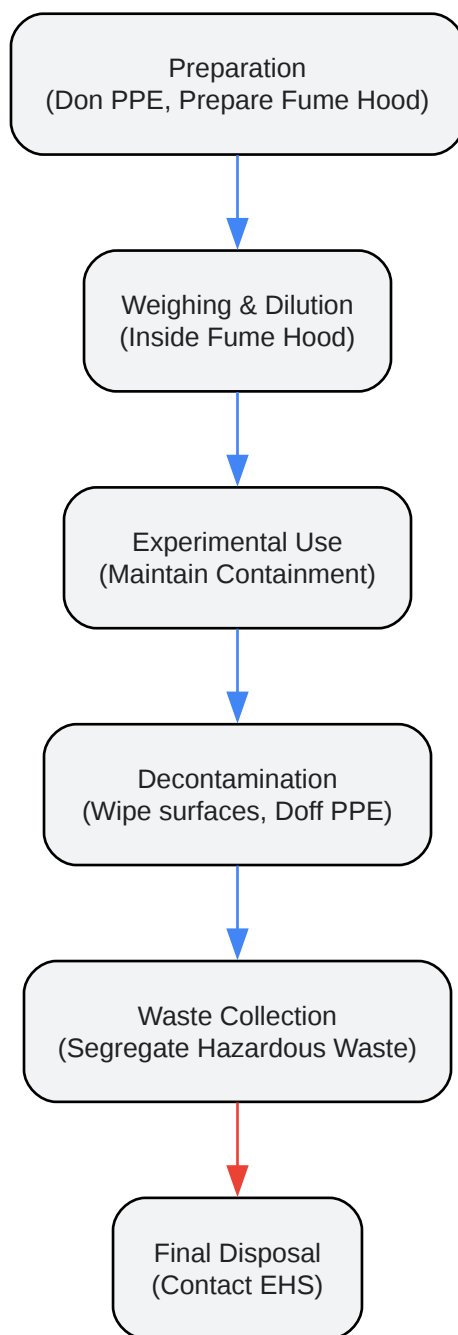 Preparation
(Don PPE, Prepare Fume Hood)
Weighing & Dilution
(Inside Fume Hood)
Experimental Use
(Maintain Containment)
Decontamination
(Wipe surfaces, Doff PPE)
Waste Collection
(Segregate Hazardous Waste)
Final Disposal
(Contact EHS)